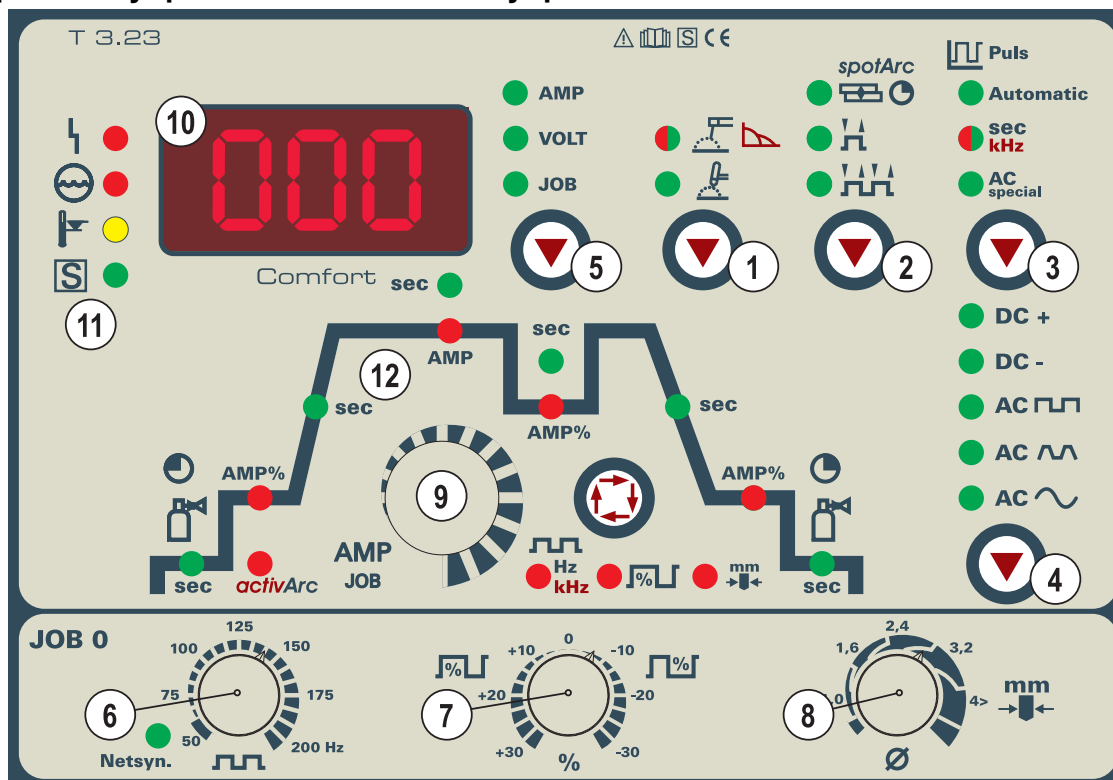 T 3.23
S CE
Puls
spotArc
AMP
Automatic
10
000
VOLT
sec
kHz
JOB
AC
special
S
Comfort
5
1
2
3
11
sec
DC +
sec
AMP
12
DC -
sec
sec
AMP%
AC
AMP%
AMP%
AC
9
AC
AMP
JOB
Hz
kHz
%
mm
sec
activArc
sec
4
JOB 0
125
100
150
75
175
50
200 Hz
6
Netsyn.
%
0
%
+10
-10
+20
-20
+30
-30
7
%
2,4
1,6
3,2
4>
mm
8
Ø